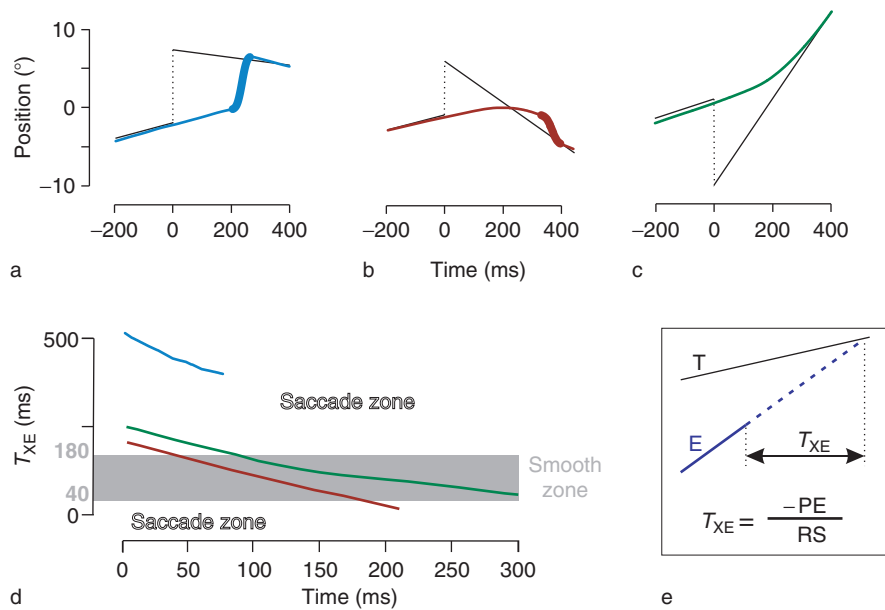 10
0
−10
Position (°)
−200 0 200 400
−200 0 200 400
−200 0 200 400
a
b
Time (ms)
c
500
180
40
0
T_XE (ms)
Saccade zone
Smooth
zone
Saccade zone
0 50 100 150 200 250 300
d
Time (ms)
T
E
T_XE
T_XE = −PE / RS
e